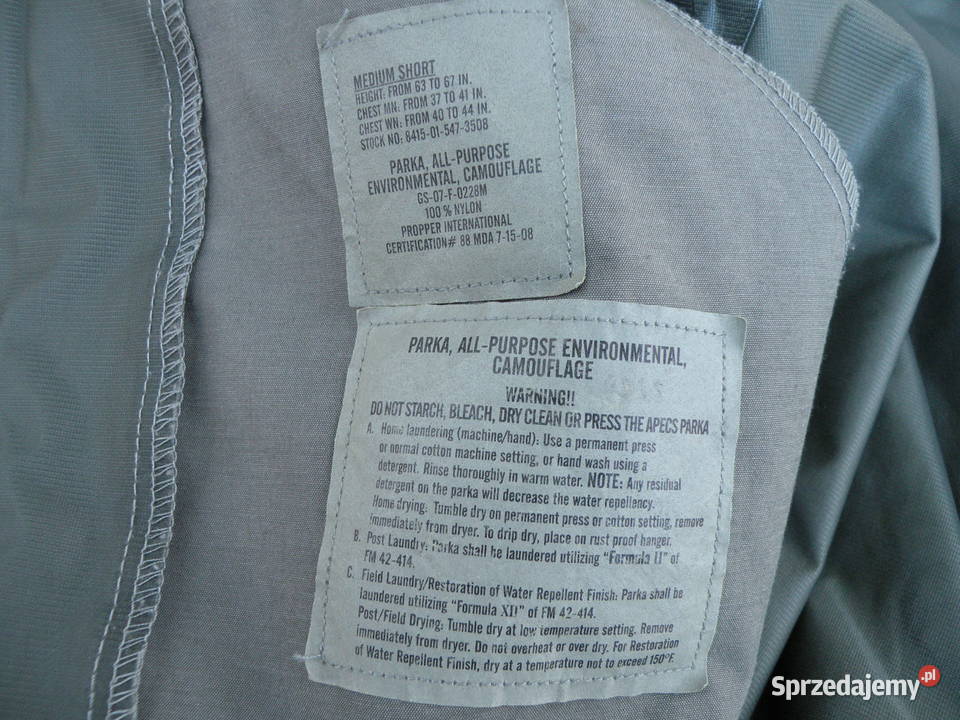 MEDIUM SHORT
HEIGHT: FROM 63 TO 67 IN.
CHEST MN: FROM 37 TO 41 IN.
CHEST WN: FROM 40 TO 44 IN.
STOCK NO: 8415-01-547-3508
PARKA, ALL-PURPOSE
ENVIRONMENTAL, CAMOUFLAGE
GS-07-F-0228M
100 % NYLON
PROPPER INTERNATIONAL
CERTIFICATION# 88 MDA 7-15-08
PARKA, ALL-PURPOSE ENVIRONMENTAL,
CAMOUFLAGE
WARNING!!
DO NOT STARCH, BLEACH, DRY CLEAN OR PRESS THE APECS PARKA
A. Home laundering (machine/hand): Use a permanent press
or normal cotton machine setting, or hand wash using a
detergent. Rinse thoroughly in warm water. NOTE: Any residual
detergent on the parka will decrease the water repellency.
Home drying: Tumble dry on permanent press or cotton setting, remove
immediately from dryer. To drip dry, place on rust proof hanger.
B. Post Laundry: Parka shall be laundered utilizing "Formula II" of
FM 42-414.
C. Field Laundry/Restoration of Water Repellent Finish: Parka shall be
laundered utilizing "Formula XII" of FM 42-414.
Post/Field Drying: Tumble dry at low temperature setting. Remove
immediately from dryer. Do not overheat or over dry. For Restoration
of Water Repellent Finish, dry at a temperature not to exceed 150°F.
Sprzedajemy.pl